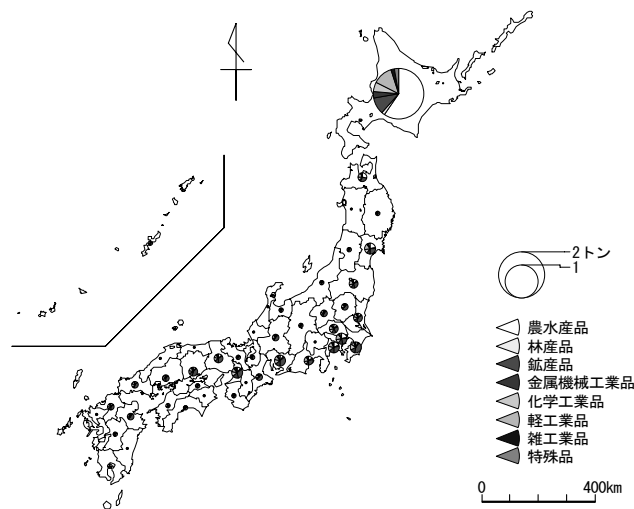 2トン
1
農水産品
林産品
鉱産品
金属機械工業品
化学工業品
軽工業品
雑工業品
特殊品
0 400km